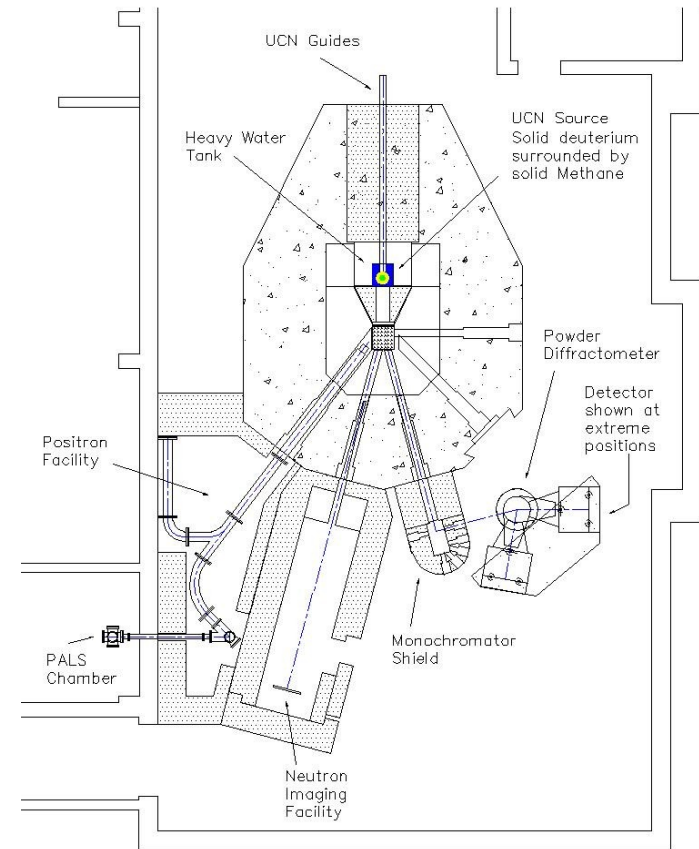 UCN Guides
Heavy Water
Tank
UCN Source
Solid deuterium
surrounded by
solid Methane
Powder
Diffractometer
Detector
shown at
extreme
positions
Positron
Facility
PALS
Chamber
Monochromator
Shield
Neutron
Imaging
Facility